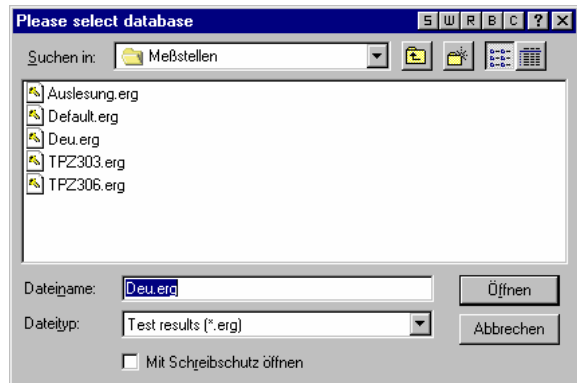 Please select database S W R B C ? X
Suchen in: Meßstellen
Auslesung.erg
Default.erg
Deu.erg
TPZ303.erg
TPZ306.erg
Dateiname: Deu.erg Öffnen
Dateityp: Test results (*.erg) Abbrechen
Mit Schreibschutz öffnen